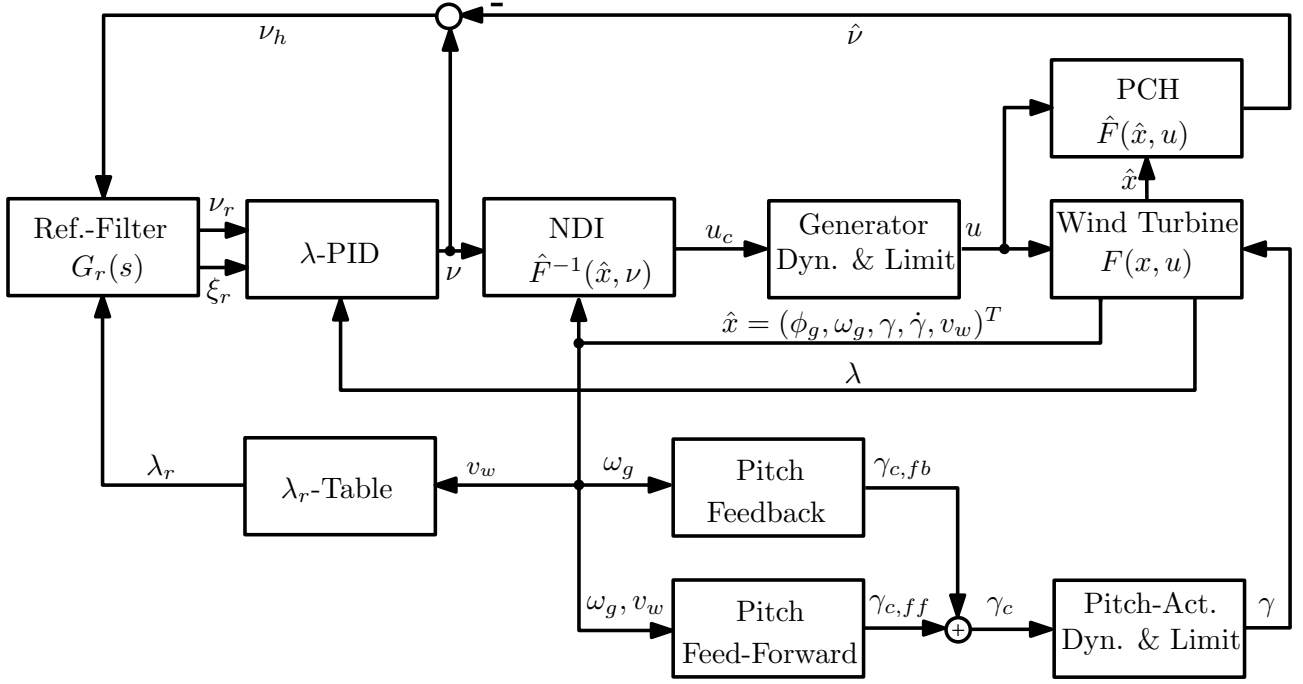 -
ν_h
ν̂
PCH
F̂(x̂, u)
x̂
Ref.-Filter
G_r(s)
ν_r
ξ_r
λ-PID
ν
NDI
F̂⁻¹(x̂, ν)
u_c
Generator
Dyn. & Limit
u
Wind Turbine
F(x, u)
x̂ = (ϕ_g, ω_g, γ, γ̇, v_w)^T
λ
λ_r
λ_r-Table
v_w
ω_g
Pitch
Feedback
γ_{c,fb}
ω_g, v_w
Pitch
Feed-Forward
γ_{c,ff}
+
γ_c
Pitch-Act.
Dyn. & Limit
γ